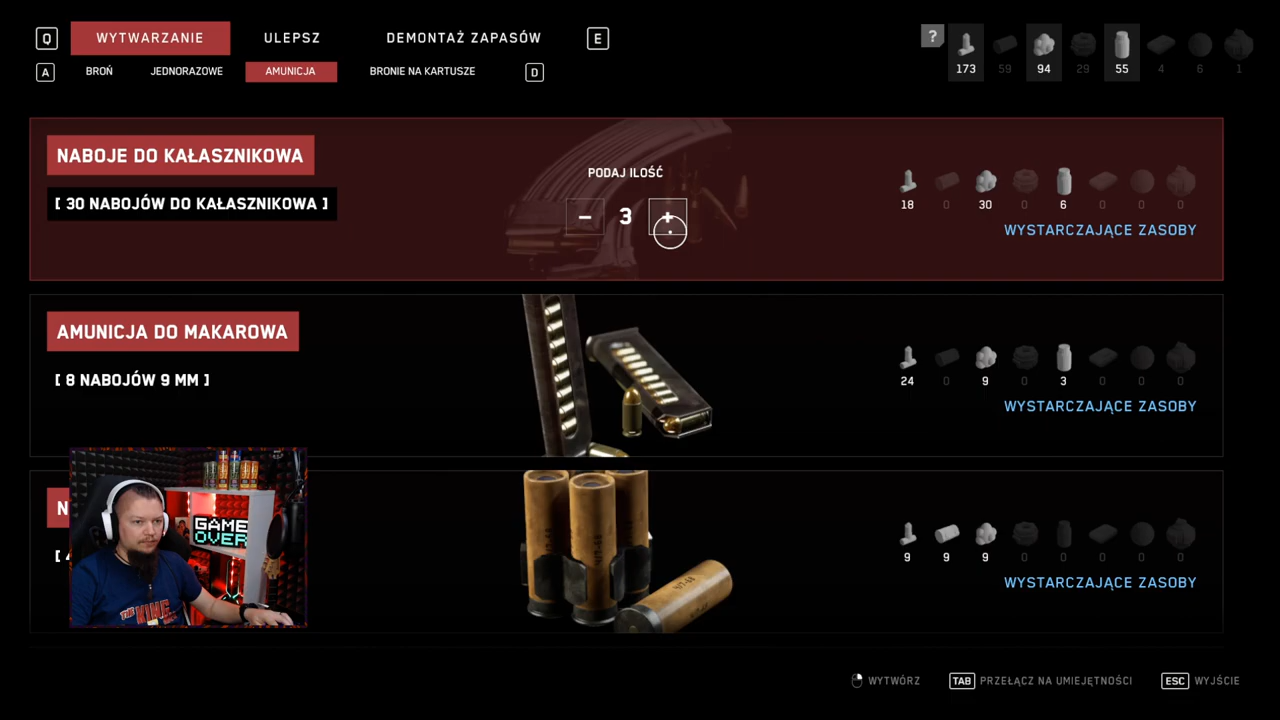 Q WYTWARZANIE ULEPSZ DEMONTAŻ ZAPASÓW E
A BROŃ JEDNORAZOWE AMUNICJA BRONIE NA KARTUSZE D
?
173 59 94 29 55 4 6 1
NABOJE DO KAŁASZNIKOWA
[ 30 NABOJÓW DO KAŁASZNIKOWA ]
PODAJ ILOŚĆ
− 3 +
18 0 30 0 6 0 0 0
WYSTARCZAJĄCE ZASOBY
AMUNICJA DO MAKAROWA
[ 8 NABOJÓW 9 MM ]
24 0 9 0 3 0 0 0
WYSTARCZAJĄCE ZASOBY
N
[ 4
9 9 9 0 0 0 0 0
WYSTARCZAJĄCE ZASOBY
GAME
OVER
THE KING
WYTWÓRZ TAB PRZEŁĄCZ NA UMIEJĘTNOŚCI ESC WYJŚCIE